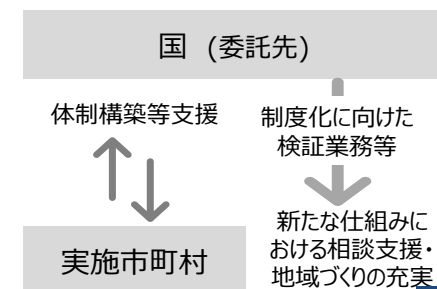 国 (委託先)
体制構築等支援
制度化に向けた
検証業務等
実施市町村
新たな仕組みに
おける相談支援・
地域づくりの充実